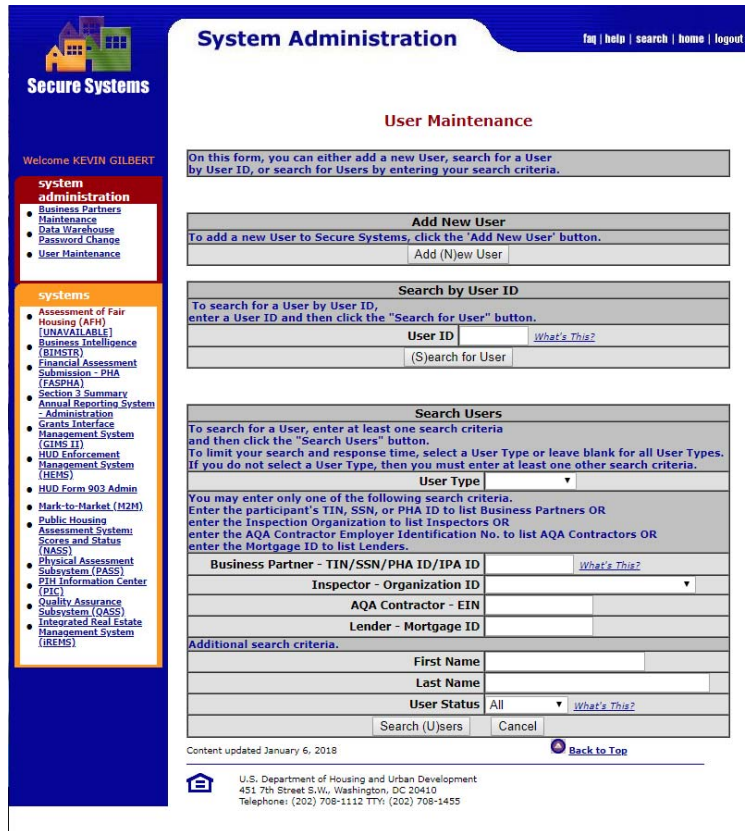 Secure Systems
System Administration
faq | help | search | home | logout
Welcome KEVIN GILBERT
system
administration
Business Partners
Maintenance
Data Warehouse
Password Change
User Maintenance
systems
Assessment of Fair
Housing (AFH)
[UNAVAILABLE]
Business Intelligence
(BIMSTR)
Financial Assessment
Submission - PHA
(FASPHA)
Section 3 Summary
Annual Reporting System
- Administration
Grants Interface
Management System
(GIMS II)
HUD Enforcement
Management System
(HEMS)
HUD Form 903 Admin
Mark-to-Market (M2M)
Public Housing
Assessment System:
Scores and Status
(NASS)
Physical Assessment
Subsystem (PASS)
PIH Information Center
(PIC)
Quality Assurance
Subsystem (QASS)
Integrated Real Estate
Management System
(iREMS)
User Maintenance
On this form, you can either add a new User, search for a User
by User ID, or search for Users by entering your search criteria.
Add New User
To add a new User to Secure Systems, click the 'Add New User' button.
Add (N)ew User
Search by User ID
To search for a User by User ID,
enter a User ID and then click the "Search for User" button.
User ID What's This?
(S)earch for User
Search Users
To search for a User, enter at least one search criteria
and then click the "Search Users" button.
To limit your search and response time, select a User Type or leave blank for all User Types.
If you do not select a User Type, then you must enter at least one other search criteria.
User Type
You may enter only one of the following search criteria.
Enter the participant's TIN, SSN, or PHA ID to list Business Partners OR
enter the Inspection Organization to list Inspectors OR
enter the AQA Contractor Employer Identification No. to list AQA Contractors OR
enter the Mortgage ID to list Lenders.
Business Partner - TIN/SSN/PHA ID/IPA ID What's This?
Inspector - Organization ID
AQA Contractor - EIN
Lender - Mortgage ID
Additional search criteria.
First Name
Last Name
User Status All What's This?
Search (U)sers Cancel
Content updated January 6, 2018 Back to Top
U.S. Department of Housing and Urban Development
451 7th Street S.W., Washington, DC 20410
Telephone: (202) 708-1112 TTY: (202) 708-1455